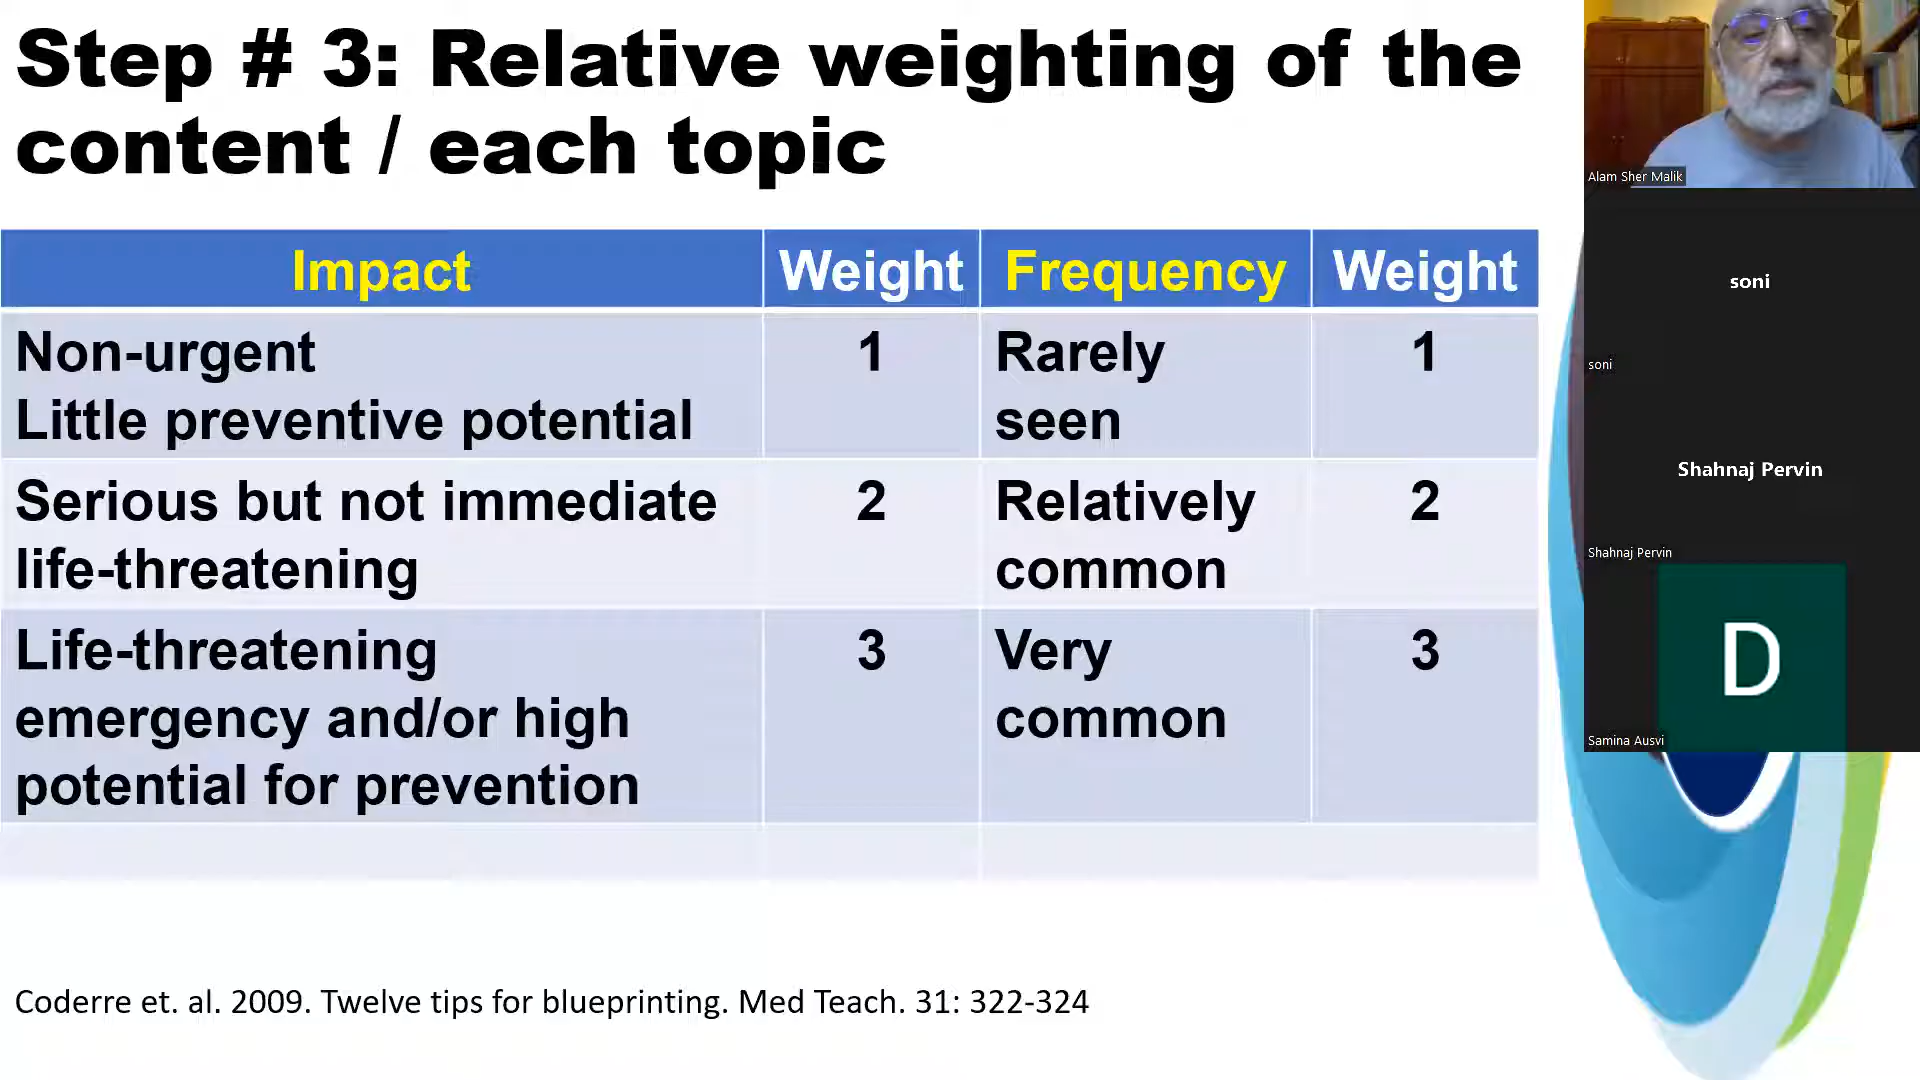 Step # 3: Relative weighting of the
content / each topic
Impact
Weight
Frequency
Weight
Non-urgent
Little preventive potential
1
Rarely
seen
1
Serious but not immediate
life-threatening
2
Relatively
common
2
Life-threatening
emergency and/or high
potential for prevention
3
Very
common
3
Coderre et. al. 2009. Twelve tips for blueprinting. Med Teach. 31: 322-324
Alam Sher Malik
soni
soni
Shahnaj Pervin
Shahnaj Pervin
D
Samina Ausvi